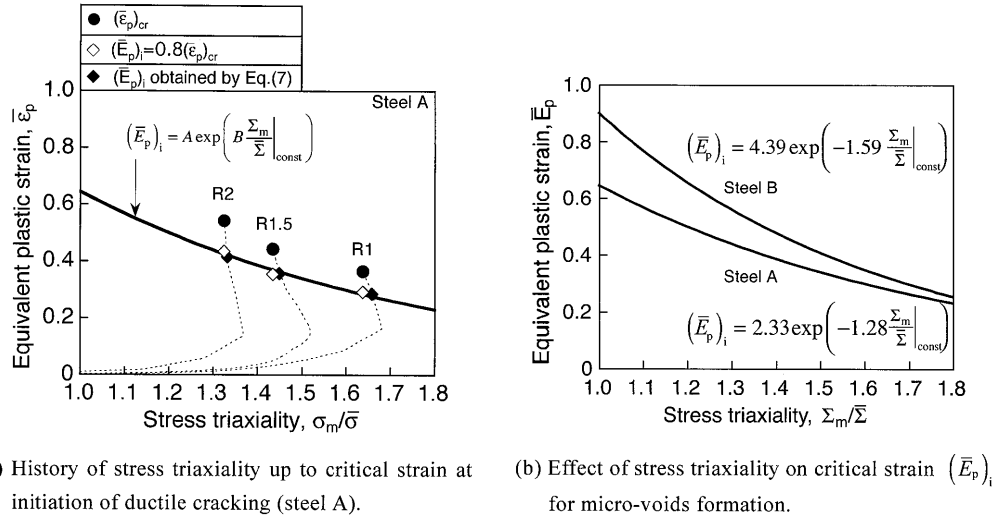 ● (ε̄p)cr
◇ (Ēp)i=0.8(ε̄p)cr
◆ (Ēp)i obtained by Eq.(7)
Steel A
(Ēp)i = A exp(B Σm/Σ̄|const)
R2
R1.5
R1
1.0
0.8
0.6
0.4
0.2
0
Equivalent plastic strain, ε̄p
1.0 1.1 1.2 1.3 1.4 1.5 1.6 1.7 1.8
Stress triaxiality, σm/σ̄
) History of stress triaxiality up to critical strain at
initiation of ductile cracking (steel A).
1.0
0.8
0.6
0.4
0.2
0
Equivalent plastic strain, Ēp
(Ēp)i = 4.39 exp(−1.59 Σm/Σ̄|const)
Steel B
Steel A
(Ēp)i = 2.33 exp(−1.28 Σm/Σ̄|const)
1.0 1.1 1.2 1.3 1.4 1.5 1.6 1.7 1.8
Stress triaxiality, Σm/Σ̄
(b) Effect of stress triaxiality on critical strain (Ēp)i
for micro-voids formation.